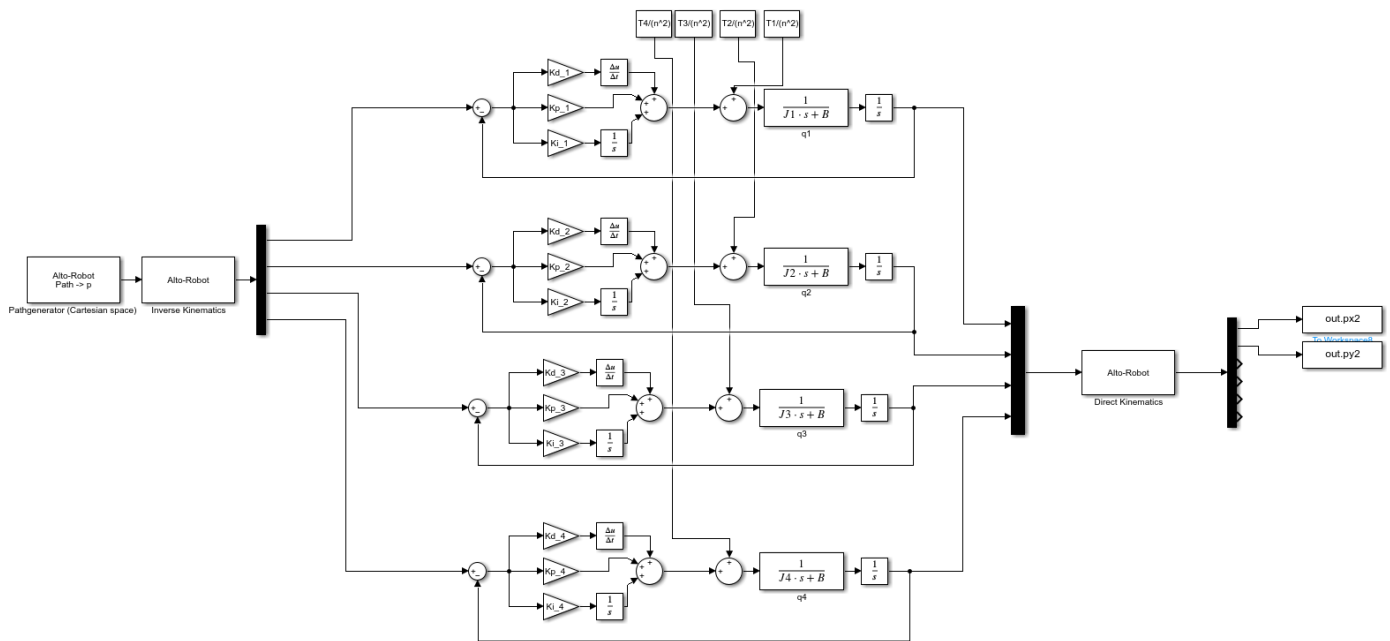 T4/(n^2)
T3/(n^2)
T2/(n^2)
T1/(n^2)
Kd_1
Δu
Δt
Kp_1
Ki_1
1
s
+
-
+
+
+
+
+
1
J1·s+B
q1
1
s
Kd_2
Δu
Δt
Kp_2
Ki_2
1
s
+
-
+
+
+
+
+
1
J2·s+B
q2
1
s
Alto-Robot
Path -> p
Pathgenerator (Cartesian space)
Alto-Robot
Inverse Kinematics
Kd_3
Δu
Δt
Kp_3
Ki_3
1
s
+
-
+
+
+
+
+
1
J3·s+B
q3
1
s
Alto-Robot
Direct Kinematics
out.px2
out.py2
Kd_4
Δu
Δt
Kp_4
Ki_4
1
s
+
-
+
+
+
+
+
1
J4·s+B
q4
1
s